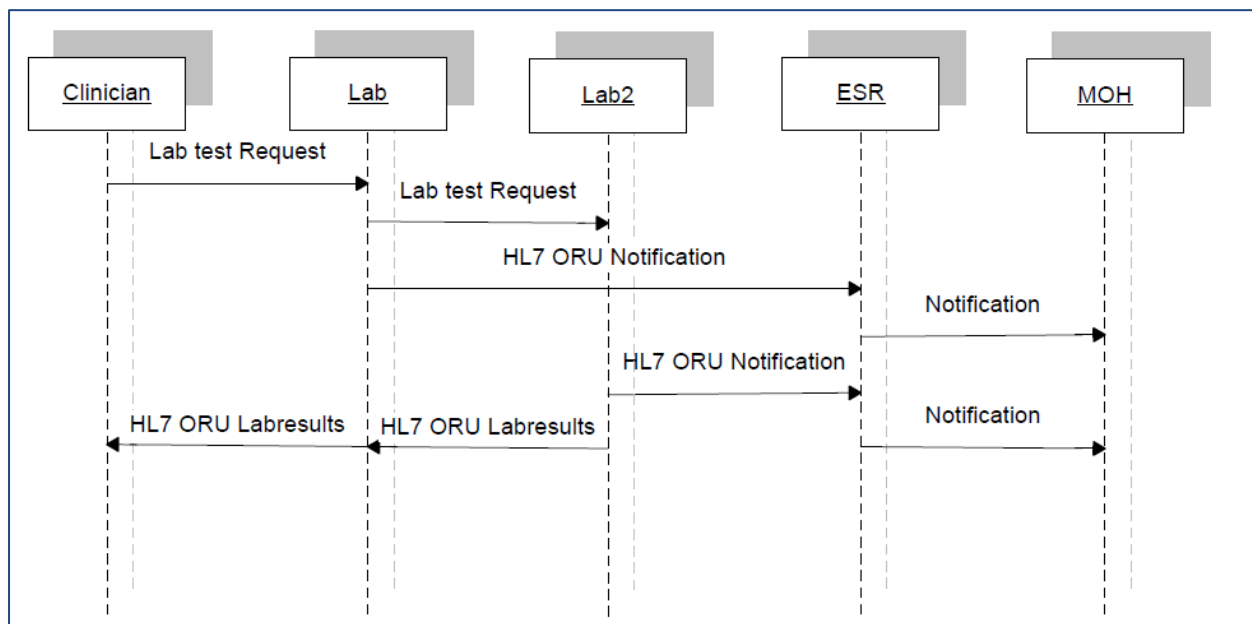 Clinician
Lab
Lab2
ESR
MOH
Lab test Request
Lab test Request
HL7 ORU Notification
Notification
HL7 ORU Notification
HL7 ORU Labresults
HL7 ORU Labresults
Notification